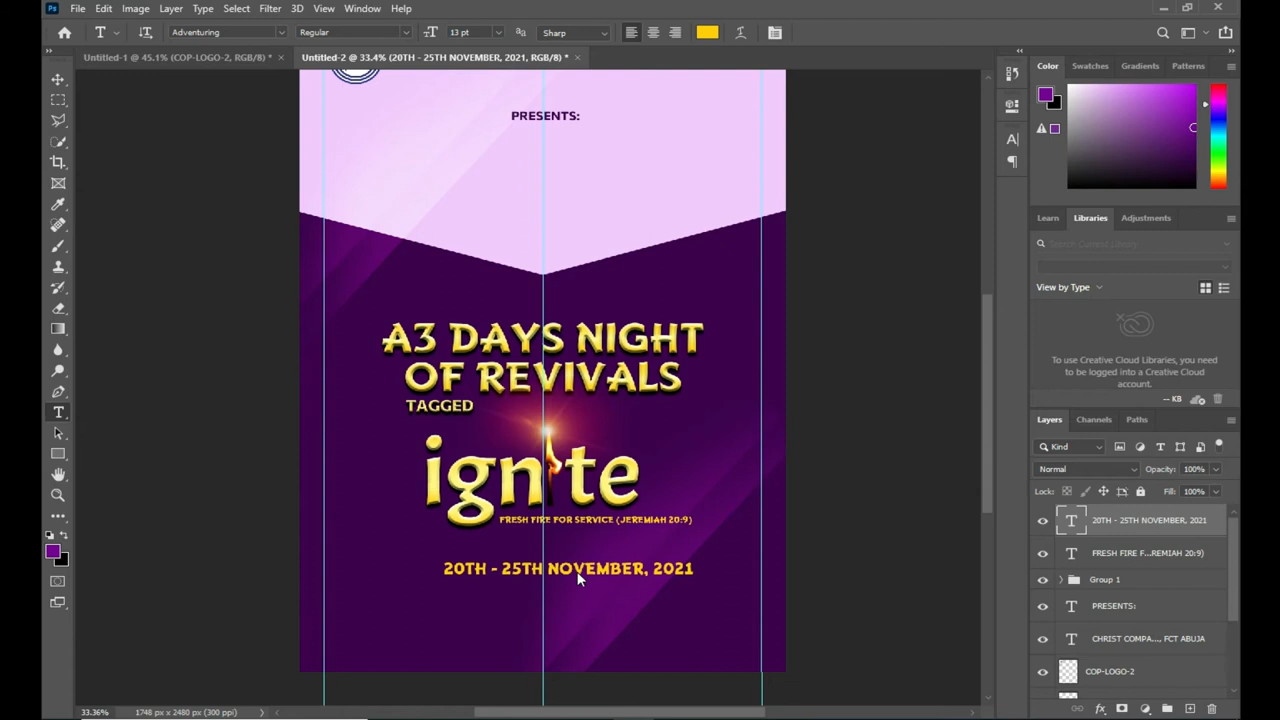 Ps File Edit Image Layer Type Select Filter 3D View Window Help
T Adventuring Regular 13 pt Sharp
Untitled-1 @ 45.1% (COP-LOGO-2, RGB/8) * × Untitled-2 @ 33.4% (20TH - 25TH NOVEMBER, 2021, RGB/8) * ×
Color Swatches Gradients Patterns
PRESENTS:
Learn Libraries Adjustments
Search Current Library
View by Type
To use Creative Cloud Libraries, you need
to be logged into a Creative Cloud
account.
-- KB
A3 DAYS NIGHT
OF REVIVALS
TAGGED
ignite
FRESH FIRE FOR SERVICE (JEREMIAH 20:9)
20TH - 25TH NOVEMBER, 2021
Layers Channels Paths
Kind
Normal Opacity: 100%
Lock: Fill: 100%
T 20TH - 25TH NOVEMBER, 2021
T FRESH FIRE F...REMIAH 20:9)
Group 1
T PRESENTS:
T CHRIST COMPA..., FCT ABUJA
COP-LOGO-2
fx
33.36% 1748 px x 2480 px (300 ppi)